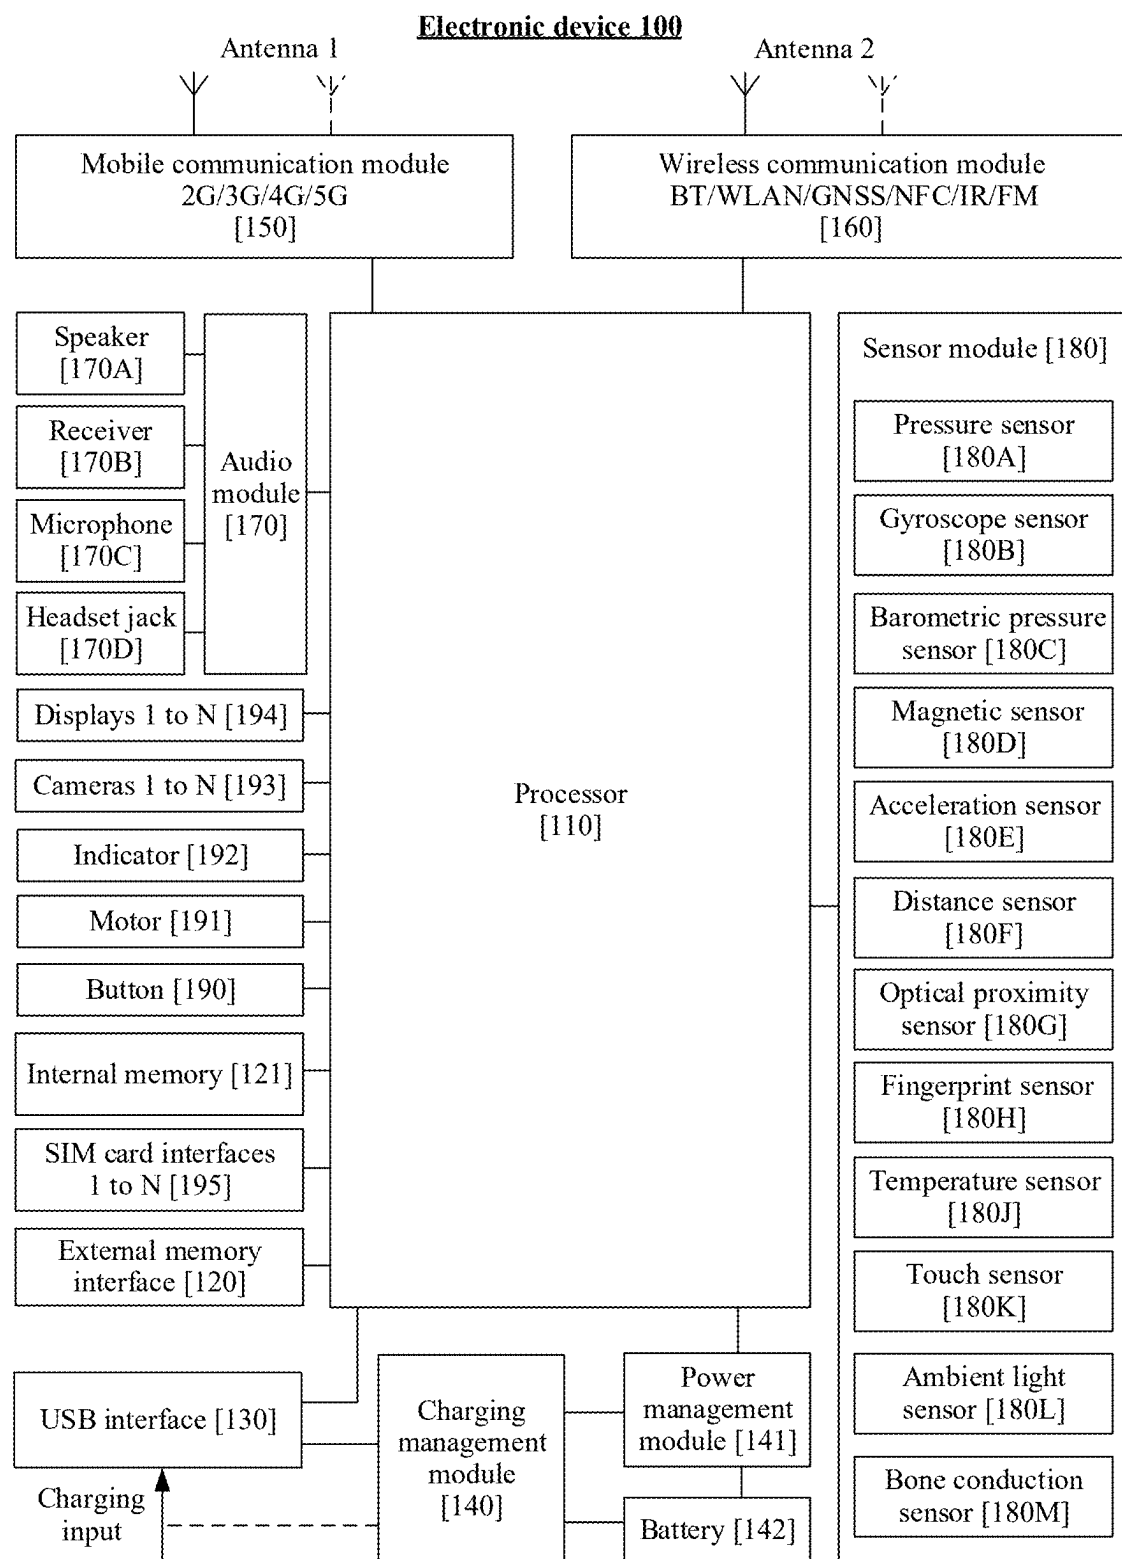 Electronic device 100
Antenna 1
Antenna 2
Mobile communication module
2G/3G/4G/5G
[150]
Wireless communication module
BT/WLAN/GNSS/NFC/IR/FM
[160]
Speaker
[170A]
Receiver
[170B]
Microphone
[170C]
Headset jack
[170D]
Audio
module
[170]
Displays 1 to N [194]
Cameras 1 to N [193]
Indicator [192]
Motor [191]
Button [190]
Internal memory [121]
SIM card interfaces
1 to N [195]
External memory
interface [120]
Processor
[110]
Sensor module [180]
Pressure sensor
[180A]
Gyroscope sensor
[180B]
Barometric pressure
sensor [180C]
Magnetic sensor
[180D]
Acceleration sensor
[180E]
Distance sensor
[180F]
Optical proximity
sensor [180G]
Fingerprint sensor
[180H]
Temperature sensor
[180J]
Touch sensor
[180K]
Ambient light
sensor [180L]
Bone conduction
sensor [180M]
USB interface [130]
Charging
input
Charging
management
module
[140]
Power
management
module [141]
Battery [142]